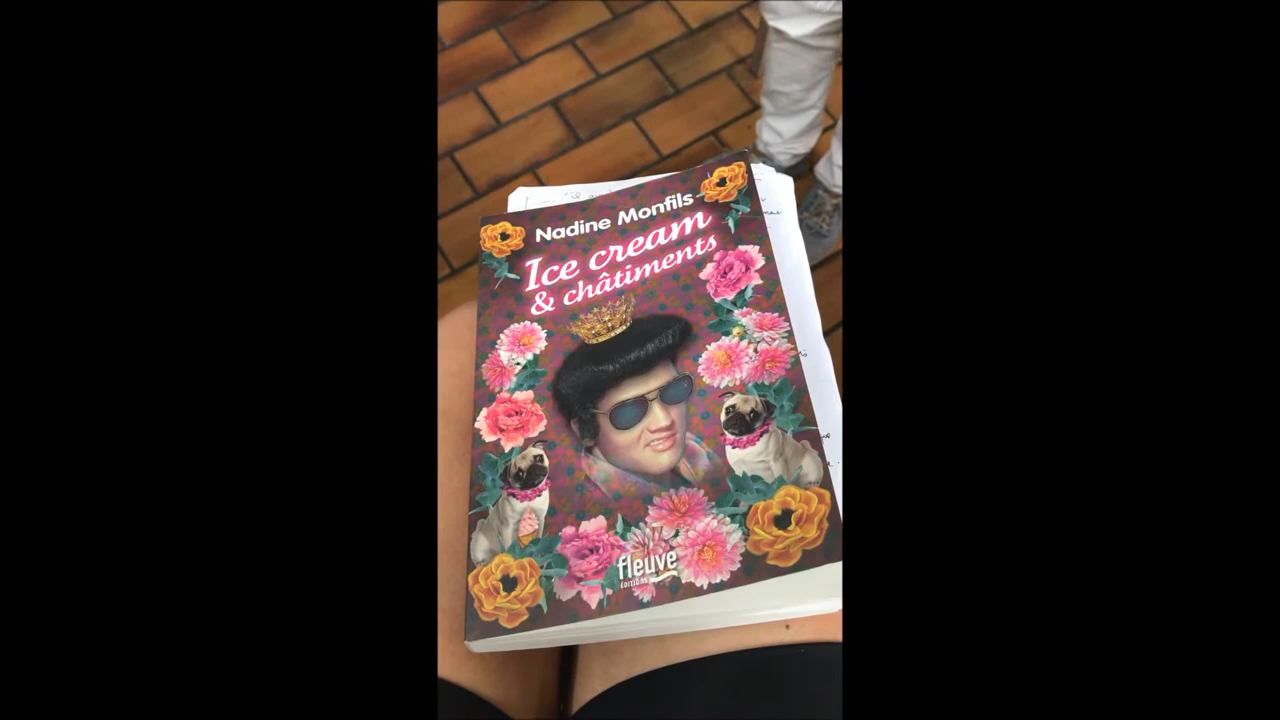 Nadine Monfils
Ice cream
& châtiments
fleuve
ÉDITIONS